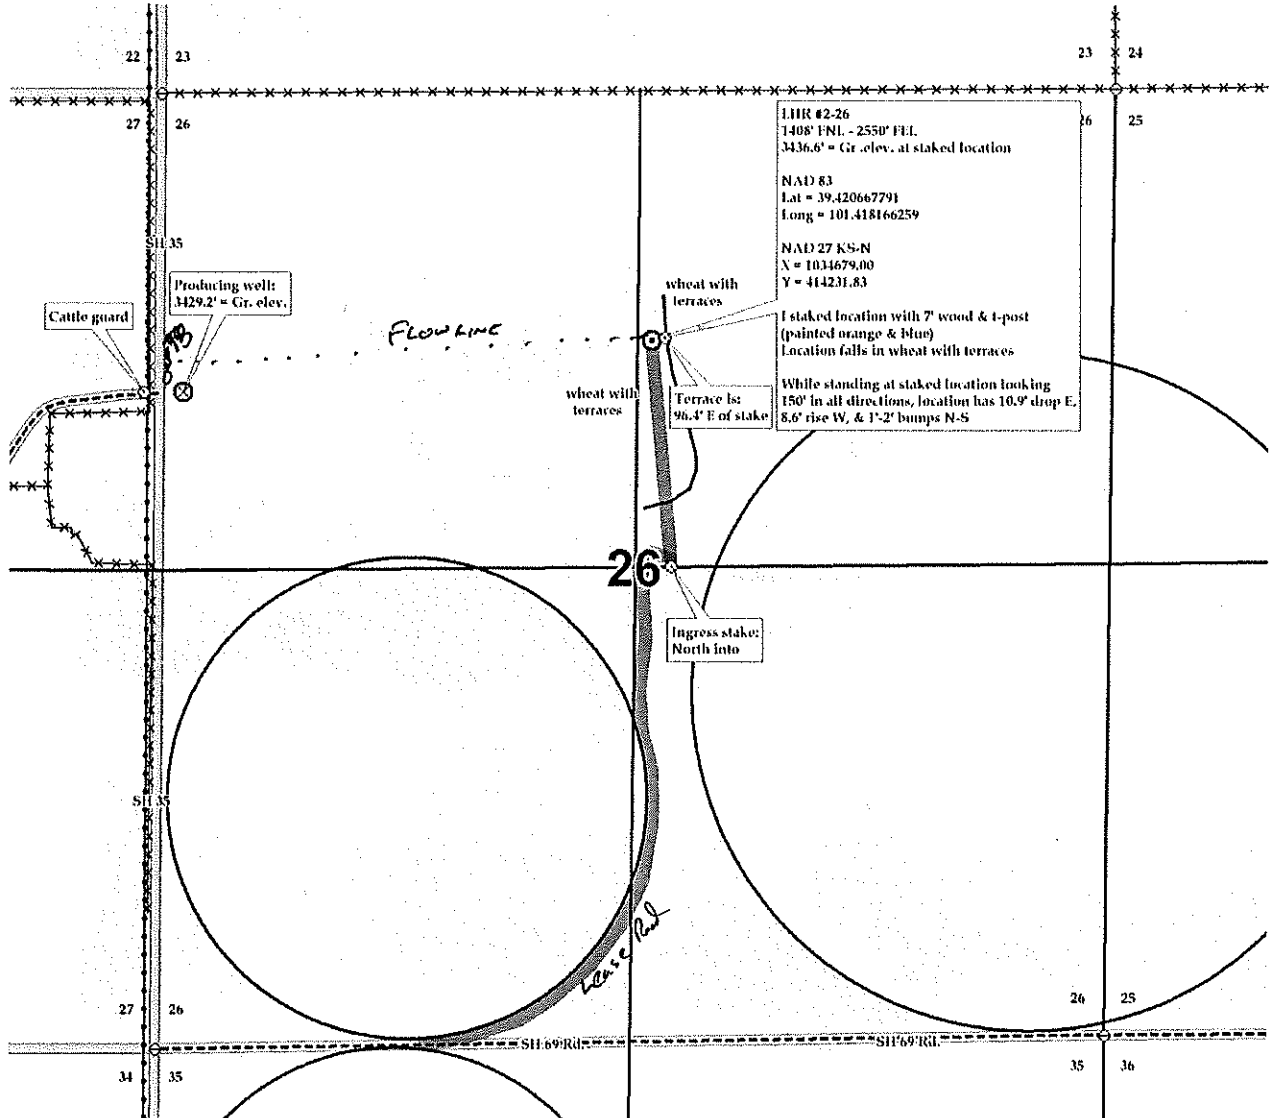 22 23
23 24
27 26
26 25
LHR #2-26
1408' FNL - 2550' FEL
3436.6' = Gr. elev. at staked location
NAD 83
Lat = 39.420667791
Long = 101.418166259
NAD 27 KS-N
X = 1034679.00
Y = 414231.83
I staked location with 7' wood & t-post
(painted orange & blue)
Location falls in wheat with terraces
While standing at staked location looking
150' in all directions, location has 10.9' drop E,
8.6' rise W, & 1'-2' bumps N-S
SH 35
Producing well:
3429.2' = Gr. elev.
Cattle guard
wheat with
terraces
FLOWLINE
wheat with
terraces
Terrace is:
96.4' E of stake
26
Ingress stake:
North into
SH 35
Lease Road
27 26
26 25
SH 69 Rd.
SH 69 Rd.
34 35
35 36